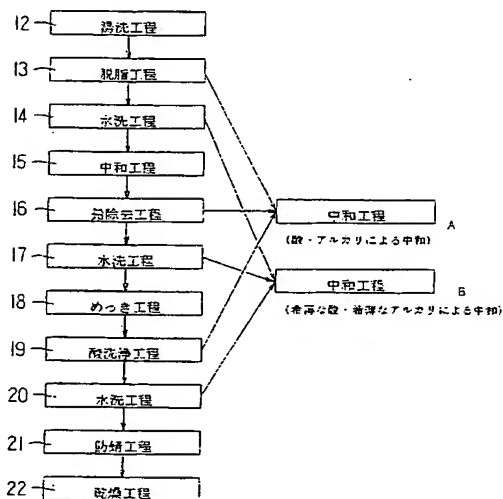 12 湯洗工程
13 脱脂工程
14 水洗工程
15 中和工程
16 錆除去工程
中和工程 A
(酸・アルカリによる中和)
17 水洗工程
中和工程 B
(希薄な酸・希薄なアルカリによる中和)
18 めっき工程
19 酸洗浄工程
20 水洗工程
21 防錆工程
22 乾燥工程